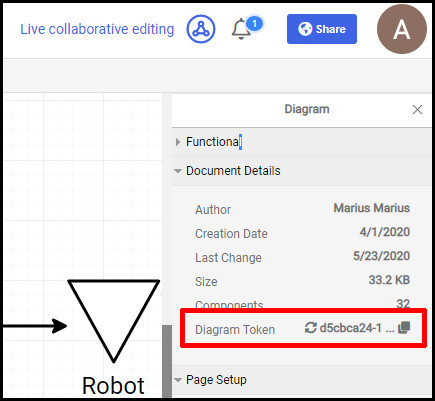 Live collaborative editing 1 Share A
Diagram
Functional
Document Details
Author Marius Marius
Creation Date 4/1/2020
Last Change 5/23/2020
Size 33.2 KB
Components 32
Diagram Token d5cbca24-1 ...
Page Setup
Robot